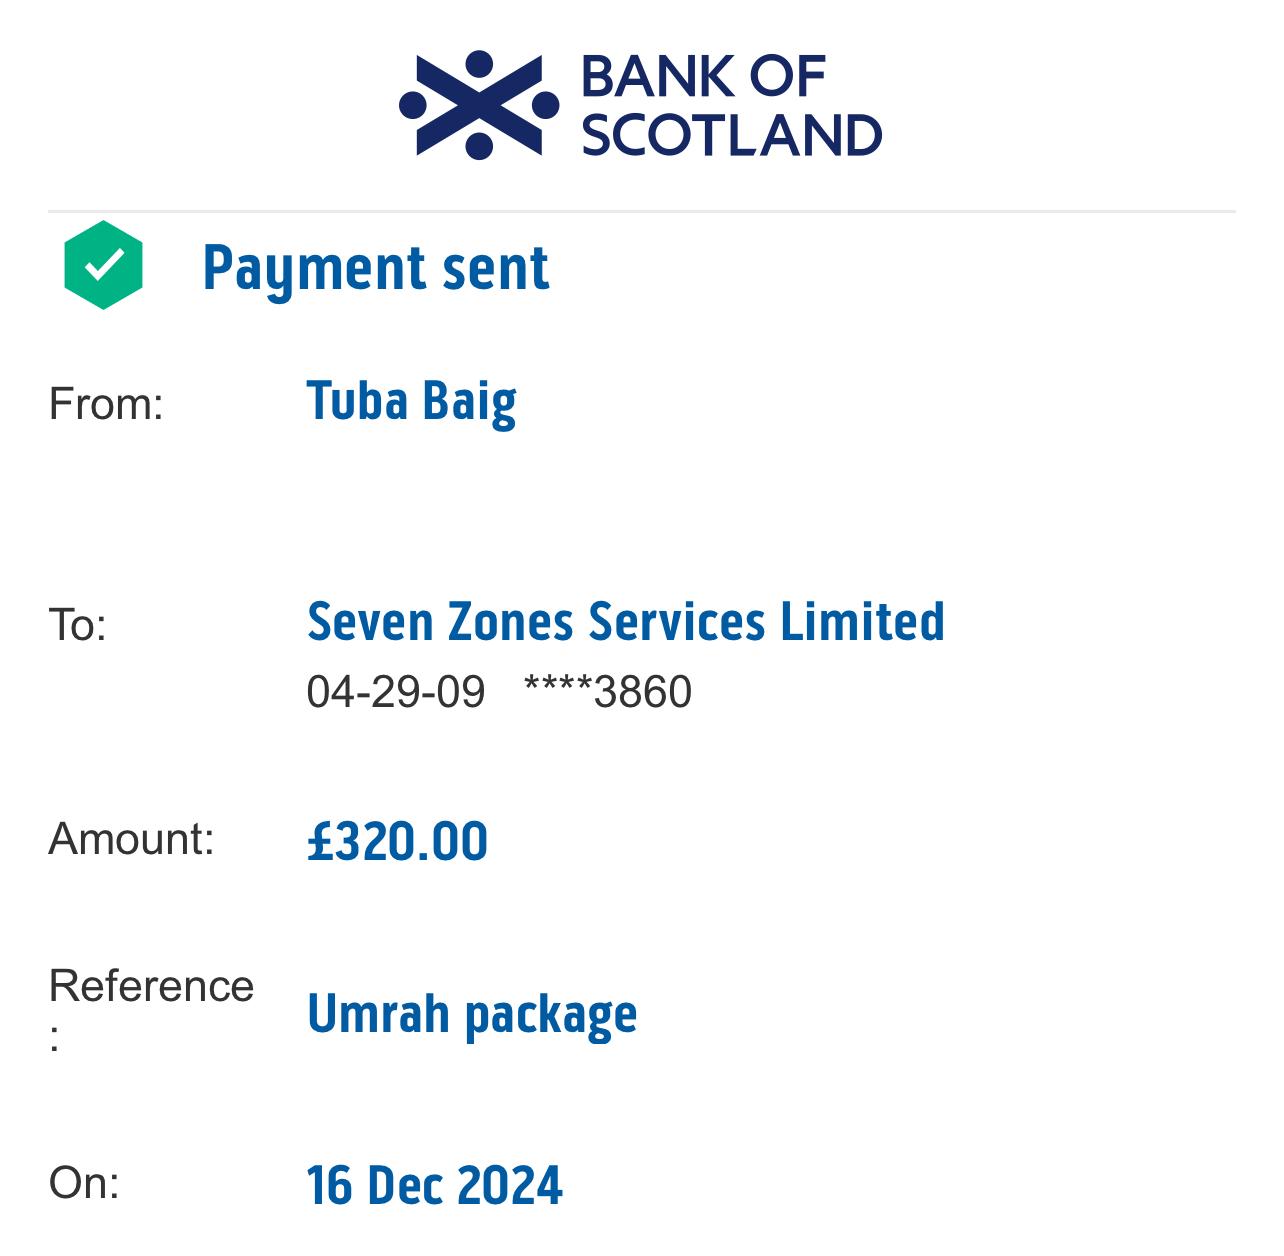 BANK OF
SCOTLAND
Payment sent
From: Tuba Baig
To: Seven Zones Services Limited
04-29-09 ****3860
Amount: £320.00
Reference
: Umrah package
On: 16 Dec 2024